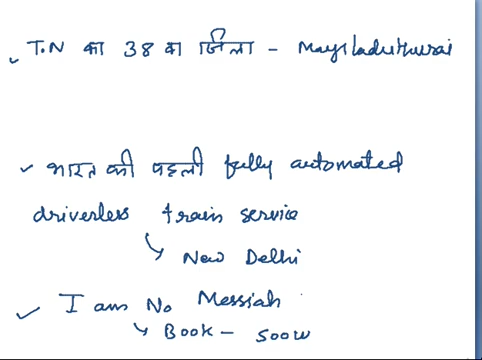 ✓ T.N का 38 वा जिला - Mayiladuthurai
✓ भारत की पहली fully automated
driverless train service
↳ New Delhi
✓ I am No Messiah
↳ Book - Soow